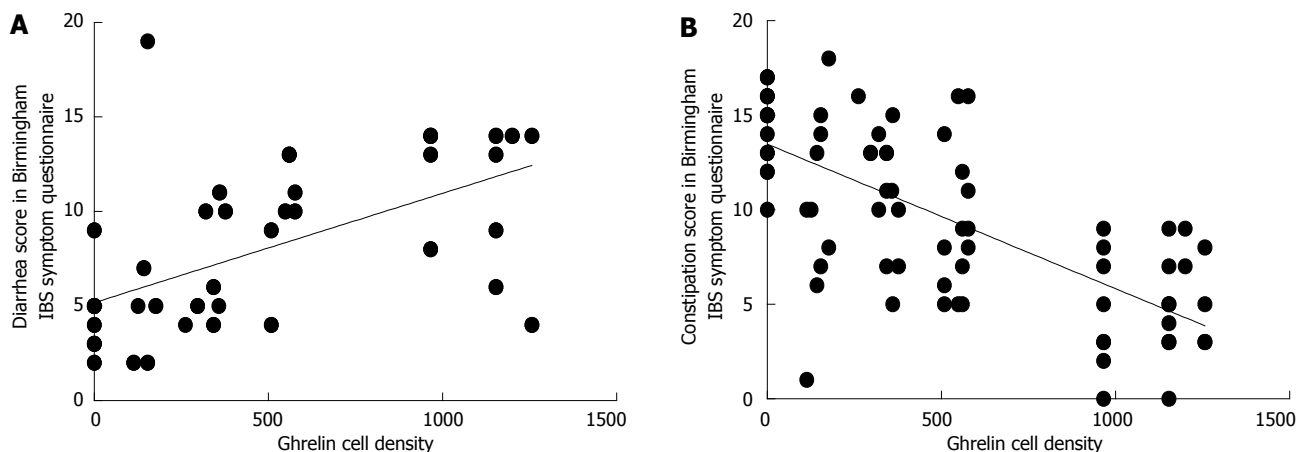 A
20
15
10
5
0
Diarrhea score in Birmingham
IBS symptom questionnaire
0
500
1000
1500
Ghrelin cell density
B
20
15
10
5
0
Constipation score in Birmingham
IBS symptom questionnaire
0
500
1000
1500
Ghrelin cell density